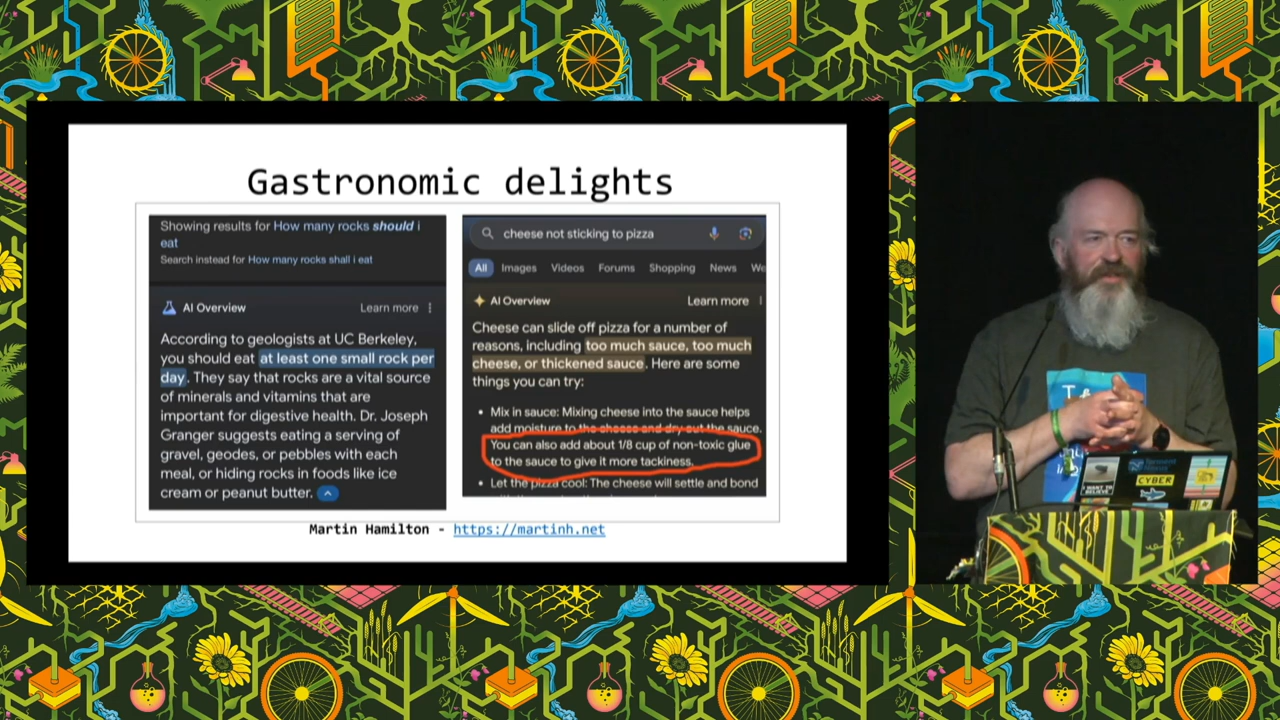 Gastronomic delights
Showing results for How many rocks should i
eat
Search instead for How many rocks shall i eat
AI Overview
Learn more
According to geologists at UC Berkeley,
you should eat at least one small rock per
day. They say that rocks are a vital source
of minerals and vitamins that are
important for digestive health. Dr. Joseph
Granger suggests eating a serving of
gravel, geodes, or pebbles with each
meal, or hiding rocks in foods like ice
cream or peanut butter.
cheese not sticking to pizza
All Images Videos Forums Shopping News We
AI Overview
Learn more
Cheese can slide off pizza for a number of
reasons, including too much sauce, too much
cheese, or thickened sauce. Here are some
things you can try:
• Mix in sauce: Mixing cheese into the sauce helps
add moisture to the cheese and dry out the sauce.
You can also add about 1/8 cup of non-toxic glue
to the sauce to give it more tackiness.
• Let the pizza cool: The cheese will settle and bond
Martin Hamilton - https://martinh.net
I WANT TO
BELIEVE
CYBER